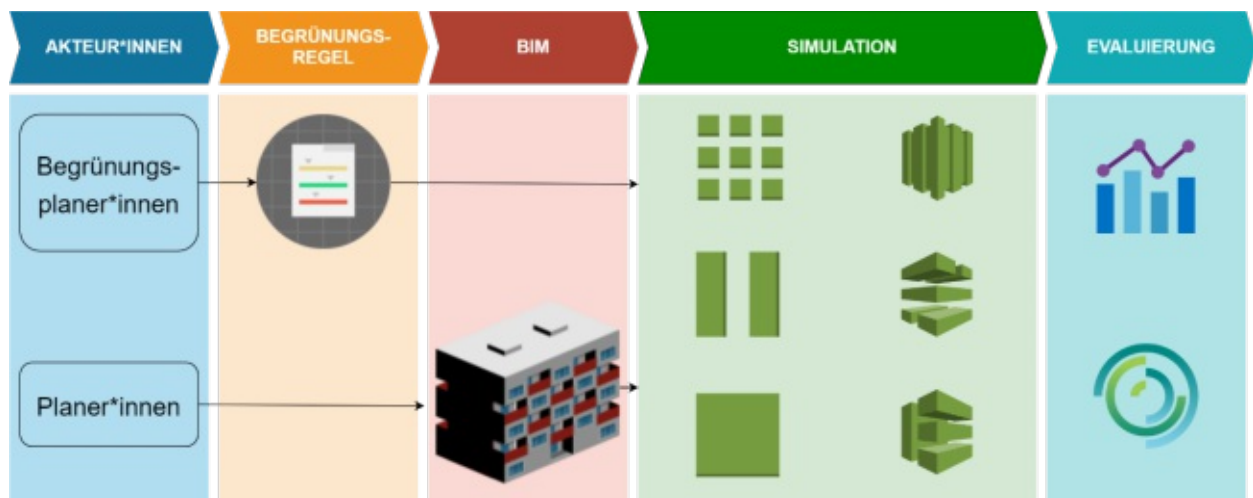 AKTEUR*INNEN
BEGRÜNUNGS-
REGEL
BIM
SIMULATION
EVALUIERUNG
Begrünungs-
planer*innen
Planer*innen